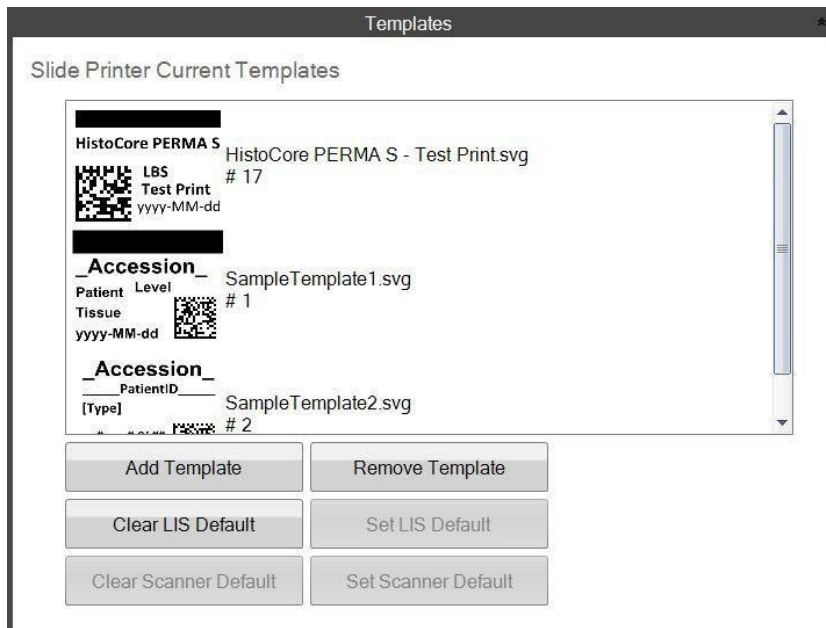 Templates
Slide Printer Current Templates
HistoCore PERMA S
LBS
Test Print
yyyy-MM-dd
HistoCore PERMA S - Test Print.svg
# 17
_Accession_
Patient Level
Tissue
yyyy-MM-dd
SampleTemplate1.svg
# 1
_Accession_
_____PatientID_____
[Type]
SampleTemplate2.svg
# 2
Add Template
Remove Template
Clear LIS Default
Set LIS Default
Clear Scanner Default
Set Scanner Default